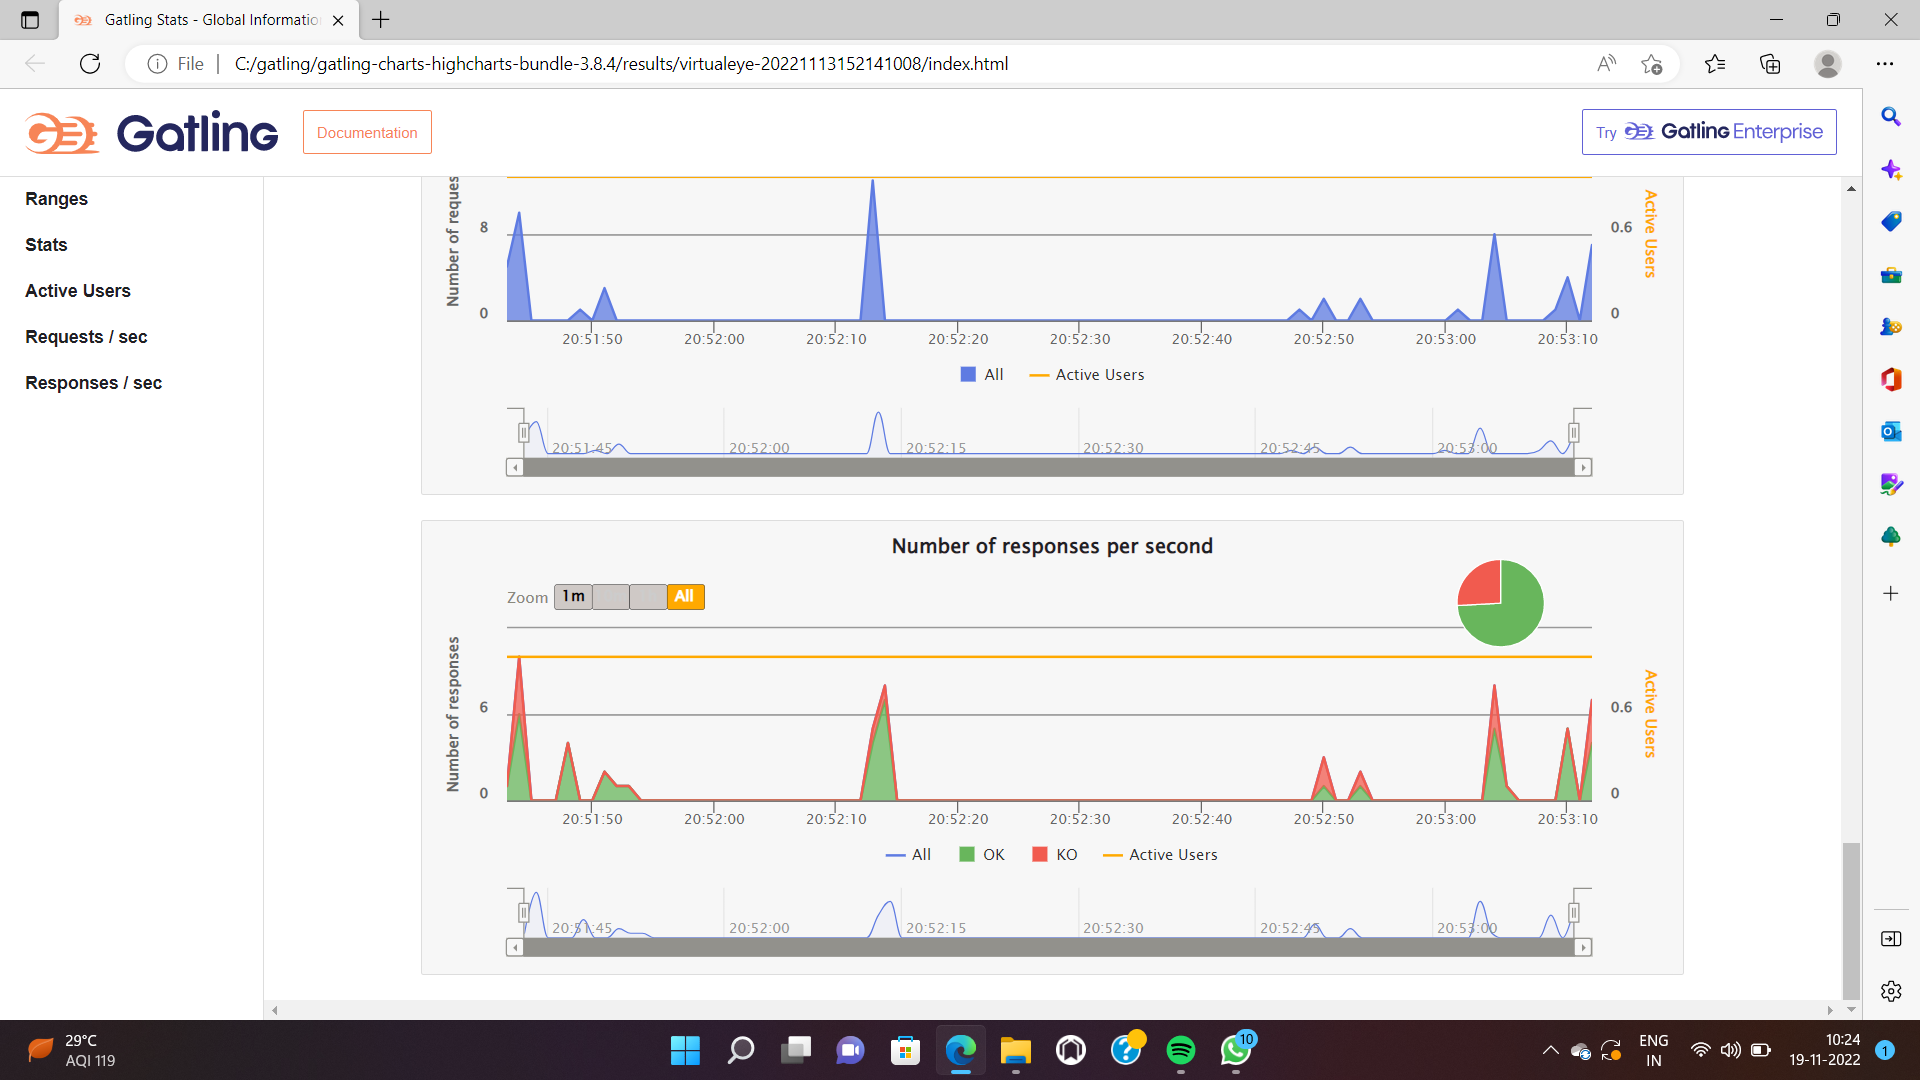 Gatling Stats - Global Informatio
File
C:/gatling/gatling-charts-highcharts-bundle-3.8.4/results/virtualeye-20221113152141008/index.html
Gatling
Documentation
Try Gatling Enterprise
Ranges
Stats
Active Users
Requests / sec
Responses / sec
Number of reques
8
0
0.6
0
Active Users
20:51:50 20:52:00 20:52:10 20:52:20 20:52:30 20:52:40 20:52:50 20:53:00 20:53:10
All Active Users
20:51:45 20:52:00 20:52:15 20:52:30 20:52:45 20:53:00
Number of responses per second
Zoom 1m All
Number of responses
6
0
0.6
0
Active Users
20:51:50 20:52:00 20:52:10 20:52:20 20:52:30 20:52:40 20:52:50 20:53:00 20:53:10
All OK KO Active Users
20:51:45 20:52:00 20:52:15 20:52:30 20:52:45 20:53:00
29°C
AQI 119
10
ENG
IN
10:24
19-11-2022
1